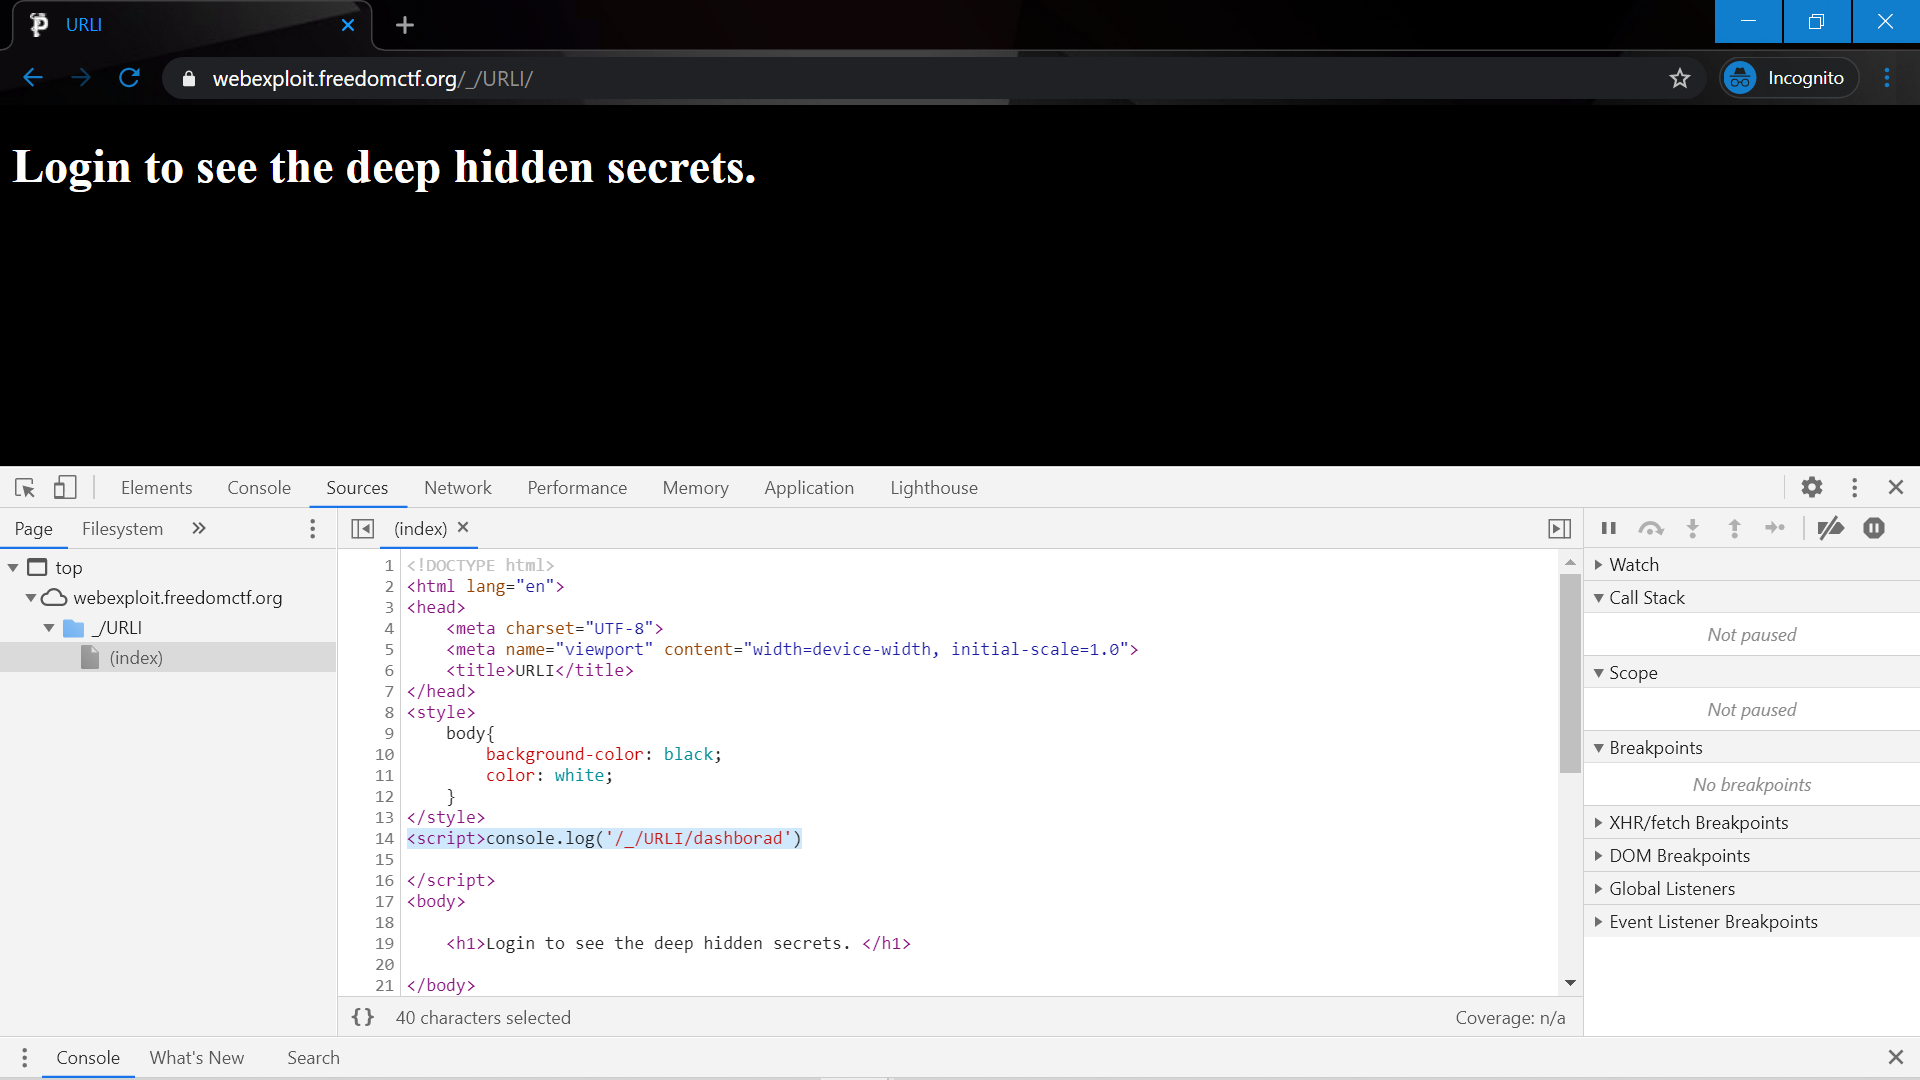 URLI
webexploit.freedomctf.org/_/URLI/
Incognito
Login to see the deep hidden secrets.
Elements Console Sources Network Performance Memory Application Lighthouse
Page Filesystem »
(index)
top
webexploit.freedomctf.org
_/URLI
(index)
1 <!DOCTYPE html>
2 <html lang="en">
3 <head>
4     <meta charset="UTF-8">
5     <meta name="viewport" content="width=device-width, initial-scale=1.0">
6     <title>URLI</title>
7 </head>
8 <style>
9     body{
10         background-color: black;
11         color: white;
12     }
13 </style>
14 <script>console.log('/_/URLI/dashborad')
15
16 </script>
17 <body>
18
19     <h1>Login to see the deep hidden secrets. </h1>
20
21 </body>
{} 40 characters selected
Coverage: n/a
Watch
Call Stack
Not paused
Scope
Not paused
Breakpoints
No breakpoints
XHR/fetch Breakpoints
DOM Breakpoints
Global Listeners
Event Listener Breakpoints
Console What's New Search